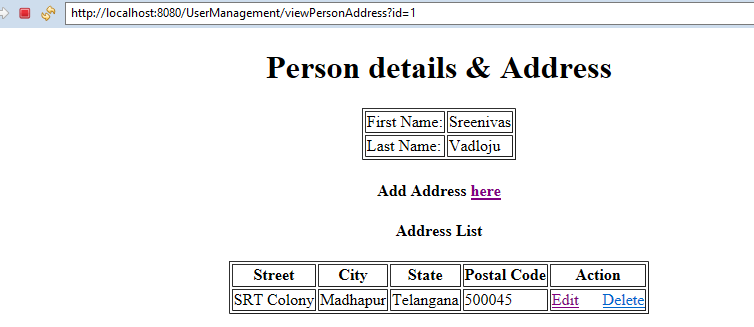 http://localhost:8080/UserManagement/viewPersonAddress?id=1
Person details & Address
First Name: Sreenivas
Last Name: Vadloju
Add Address here
Address List
Street City State Postal Code Action
SRT Colony Madhapur Telangana 500045 Edit Delete